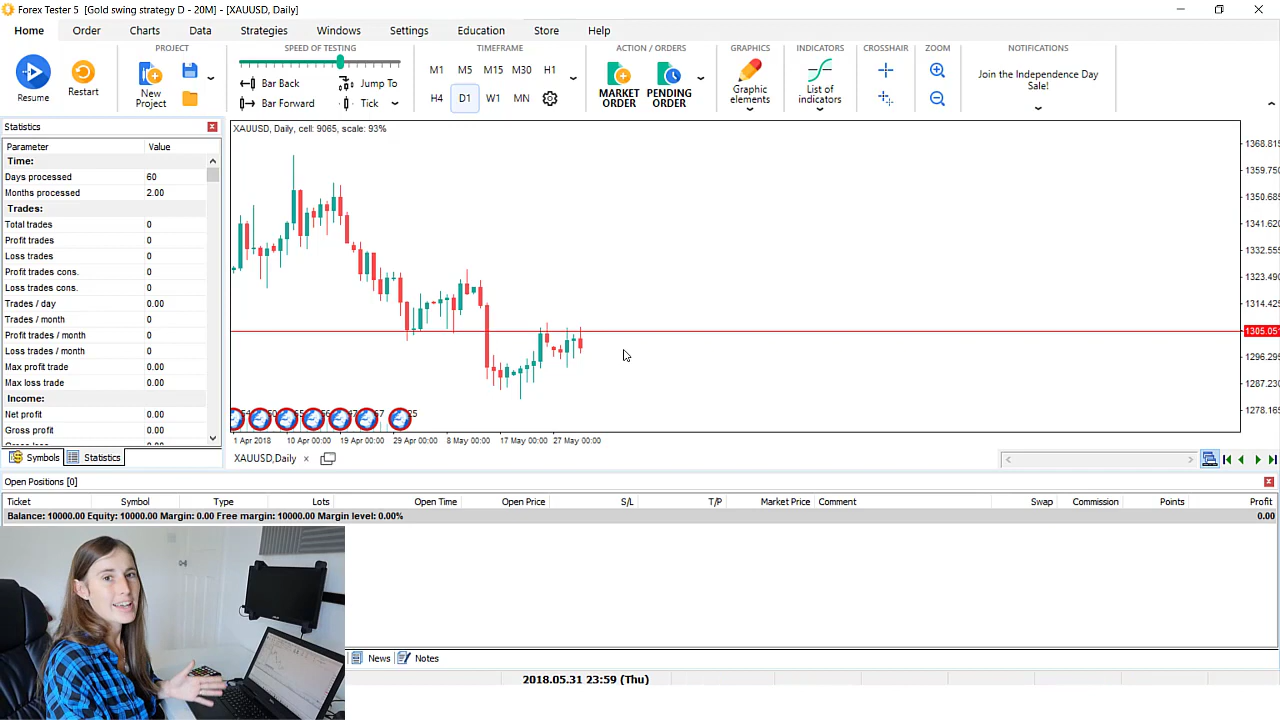 Forex Tester 5 [Gold swing strategy D - 20M] - [XAUUSD, Daily]
Home Order Charts Data Strategies Windows Settings Education Store Help
PROJECT SPEED OF TESTING TIMEFRAME ACTION / ORDERS GRAPHICS INDICATORS CROSSHAIR ZOOM NOTIFICATIONS
Resume
Restart
New Project
Bar Back
Jump To
Bar Forward
Tick
M1 M5 M15 M30 H1
H4 D1 W1 MN
MARKET ORDER
PENDING ORDER
Graphic elements
List of indicators
Join the Independence Day Sale!
Statistics
Parameter Value
Time:
Days processed 60
Months processed 2.00
Trades:
Total trades 0
Profit trades 0
Loss trades 0
Profit trades cons. 0
Loss trades cons. 0
Trades / day 0.00
Trades / month 0.00
Profit trades / month 0.00
Loss trades / month 0.00
Max profit trade 0.00
Max loss trade 0.00
Income:
Net profit 0.00
Gross profit 0.00
Symbols Statistics
XAUUSD, Daily, cell: 9065, scale: 93%
1368.815
1359.750
1350.685
1341.620
1332.555
1323.490
1314.425
1305.051
1296.295
1287.230
1278.165
1 Apr 2018 10 Apr 00:00 19 Apr 00:00 29 Apr 00:00 8 May 00:00 17 May 00:00 27 May 00:00
XAUUSD,Daily ×
Open Positions [0]
Ticket Symbol Type Lots Open Time Open Price S/L T/P Market Price Comment Swap Commission Points Profit
Balance: 10000.00 Equity: 10000.00 Margin: 0.00 Free margin: 10000.00 Margin level: 0.00% 0.00
News Notes
2018.05.31 23:59 (Thu)